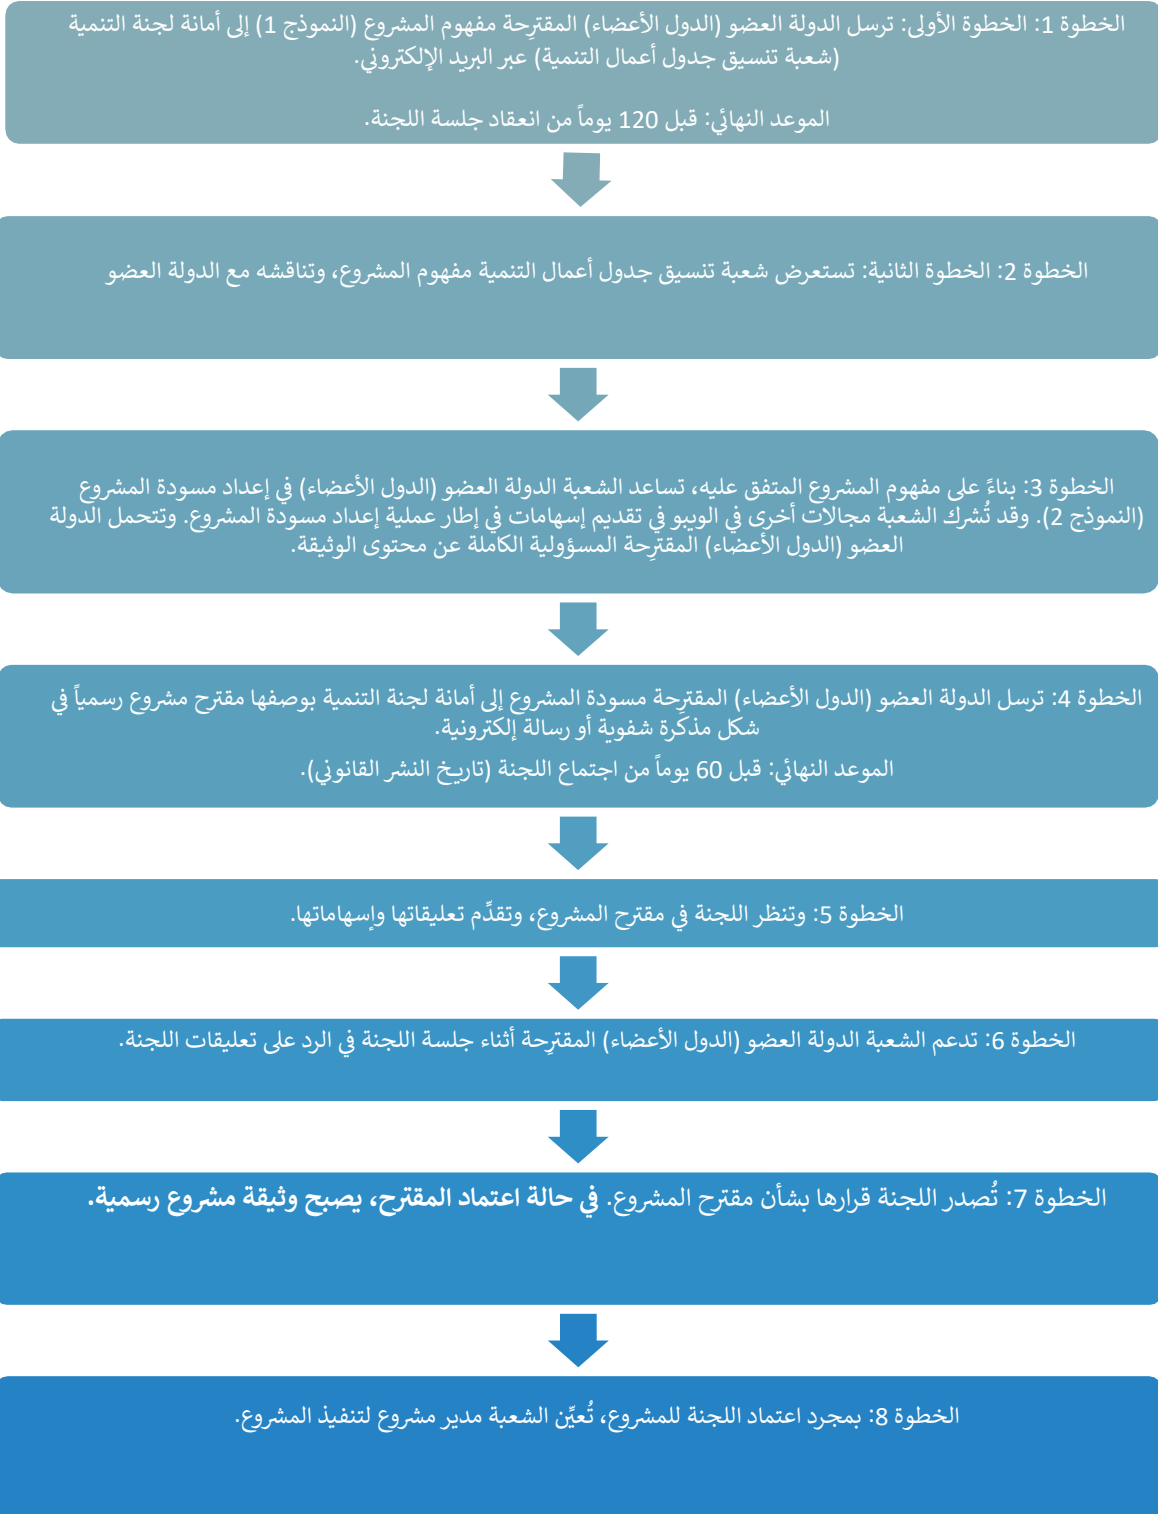 الخطوة 1: الخطوة الأولى: ترسل الدولة العضو (الدول الأعضاء) المقترِحة مفهوم المشروع (النموذج 1) إلى أمانة لجنة التنمية
(شعبة تنسيق جدول أعمال التنمية) عبر البريد الإلكتروني.
الموعد النهائي: قبل 120 يوماً من انعقاد جلسة اللجنة.
الخطوة 2: الخطوة الثانية: تستعرض شعبة تنسيق جدول أعمال التنمية مفهوم المشروع، وتناقشه مع الدولة العضو
الخطوة 3: بناءً على مفهوم المشروع المتفق عليه، تساعد الشعبة الدولة العضو (الدول الأعضاء) في إعداد مسودة المشروع
(النموذج 2). وقد تُشرك الشعبة مجالات أخرى في الويبو في تقديم إسهامات في إطار عملية إعداد مسودة المشروع. وتتحمل الدولة
العضو (الدول الأعضاء) المقترِحة المسؤولية الكاملة عن محتوى الوثيقة.
الخطوة 4: ترسل الدولة العضو (الدول الأعضاء) المقترِحة مسودة المشروع إلى أمانة لجنة التنمية بوصفها مقترح مشروع رسمياً في
شكل مذكَرة شفوية أو رسالة إلكترونية.
الموعد النهائي: قبل 60 يوماً من اجتماع اللجنة (تاريخ النشر القانوني).
الخطوة 5: وتنظر اللجنة في مقترح المشروع، وتقدِّم تعليقاتها وإسهاماتها.
الخطوة 6: تدعم الشعبة الدولة العضو (الدول الأعضاء) المقترِحة أثناء جلسة اللجنة في الرد على تعليقات اللجنة.
الخطوة 7: تُصدر اللجنة قرارها بشأن مقترح المشروع. في حالة اعتماد المقترح، يصبح وثيقة مشروع رسمية.
الخطوة 8: بمجرد اعتماد اللجنة للمشروع، تُعيِّن الشعبة مدير مشروع لتنفيذ المشروع.